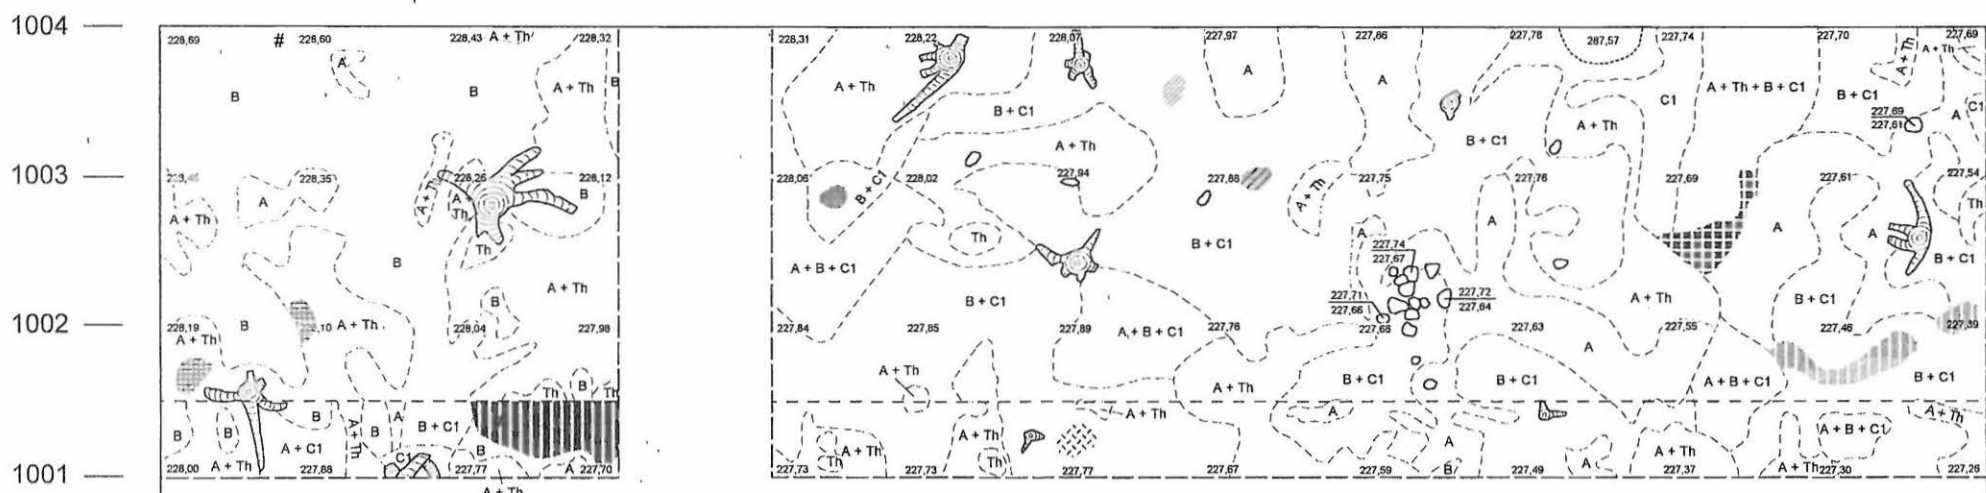 1004
228,69 # 228,60 228,43 A + Th 228,32 228,31 228,22 228,07 227,97 227,86 227,78 287,57 227,74 227,70 A + Th A + Th 227,69
A A A
B B A + Th B A + Th B + C1 C1 A + Th + B + C1 B + C1 A C1
227,69
227,61
A + Th B + C1 A + Th
1003
228,35 228,26 228,12 228,06 228,02 227,94 227,88 227,75 227,76 227,69 227,61 227,54
A A + Th A + Th B B + C1 A + Th Th
A + Th Th Th B + C1 A A A A B + C1
227,74
227,67
B A + Th A + B + C1 B + C1
227,71
227,66
227,72
227,64
A + Th B + C1
1002
228,19 B A + Th B 228,04 227,98 227,84 227,85 227,89 A + B + C1 227,76 227,63 227,55 227,46 227,39
A + Th A
A + Th A + Th B + C1 B + C1 A + B + C1 B + C1
Th B Th
B B B A + Th B A B + C1 B A + Th A A + Th
A + C1 A + Th A + Th A A + Th A + B + C1
1001
228,00 A + Th 227,88 C1 227,77 A 227,70 227,73 Th 227,73 Th 227,77 227,67 227,59 B 227,49 A 227,37 A + Th 227,30 227,26
A + Th